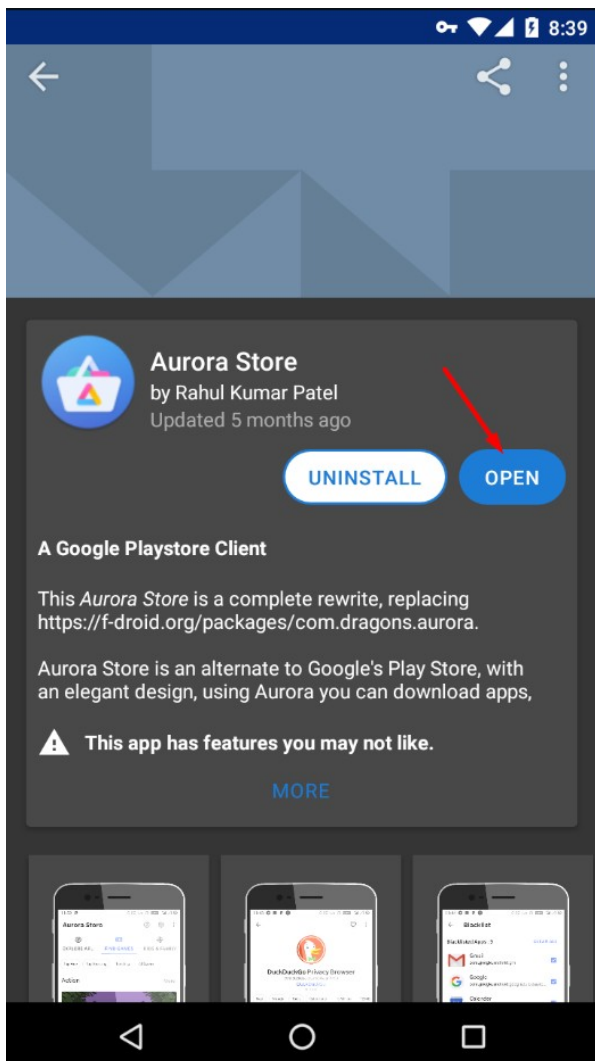 8:39
Aurora Store
by Rahul Kumar Patel
Updated 5 months ago
UNINSTALL
OPEN
A Google Playstore Client
This Aurora Store is a complete rewrite, replacing
https://f-droid.org/packages/com.dragons.aurora.
Aurora Store is an alternate to Google's Play Store, with
an elegant design, using Aurora you can download apps,
This app has features you may not like.
MORE
Aurora Store
Action
DuckDuckGo Privacy Browser
Blacklist
Gmail
Google
Calendar